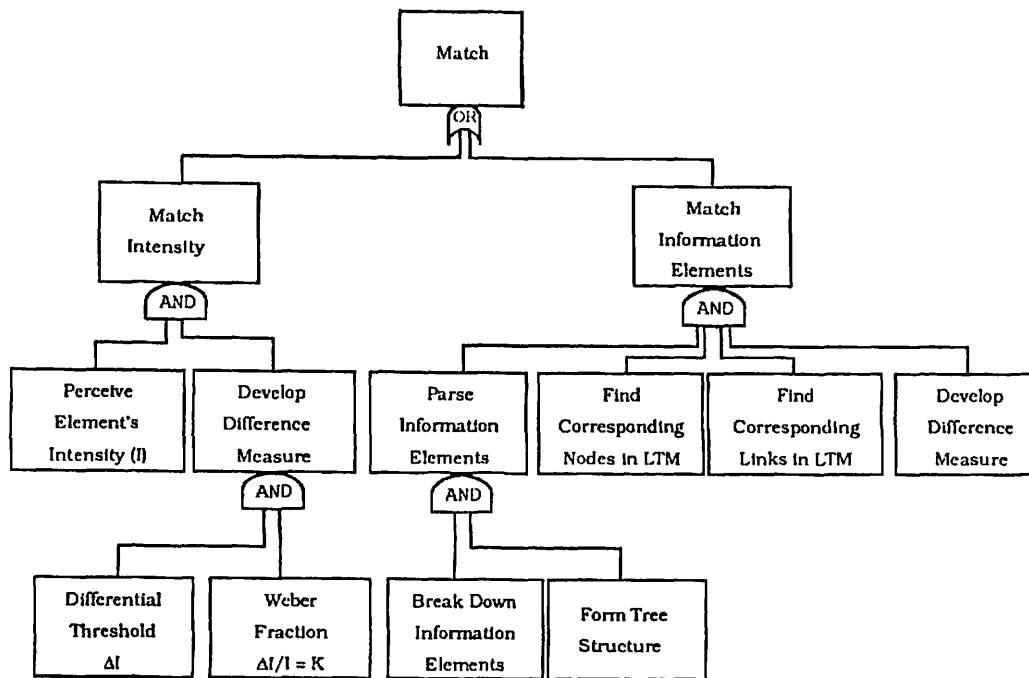 Match
OR
Match
Intensity
Match
Information
Elements
AND
AND
Perceive
Element's
Intensity (I)
Develop
Difference
Measure
Parse
Information
Elements
Find
Corresponding
Nodes in LTM
Find
Corresponding
Links in LTM
Develop
Difference
Measure
AND
AND
Differential
Threshold
ΔI
Weber
Fraction
ΔI/I = K
Break Down
Information
Elements
Form Tree
Structure